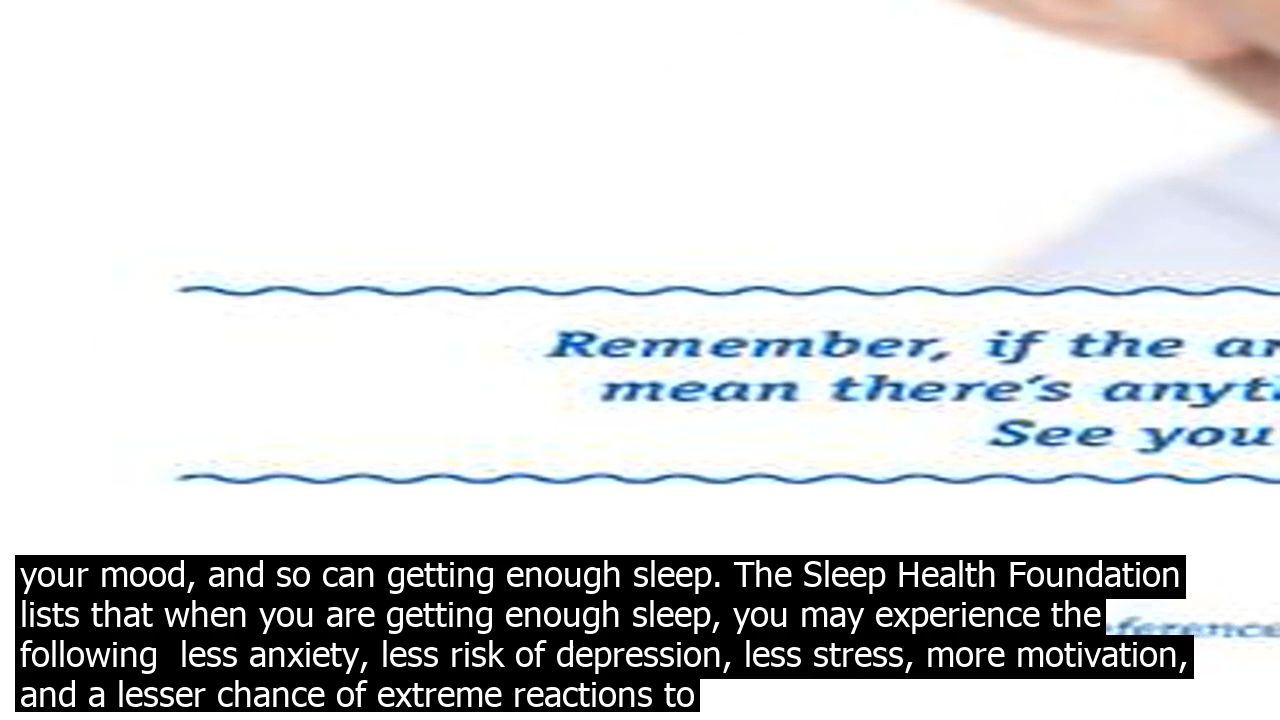 Remember, if the
mean there's
See you
your mood, and so can getting enough sleep. The Sleep Health Foundation
lists that when you are getting enough sleep, you may experience the
following  less anxiety, less risk of depression, less stress, more motivation,
and a lesser chance of extreme reactions to